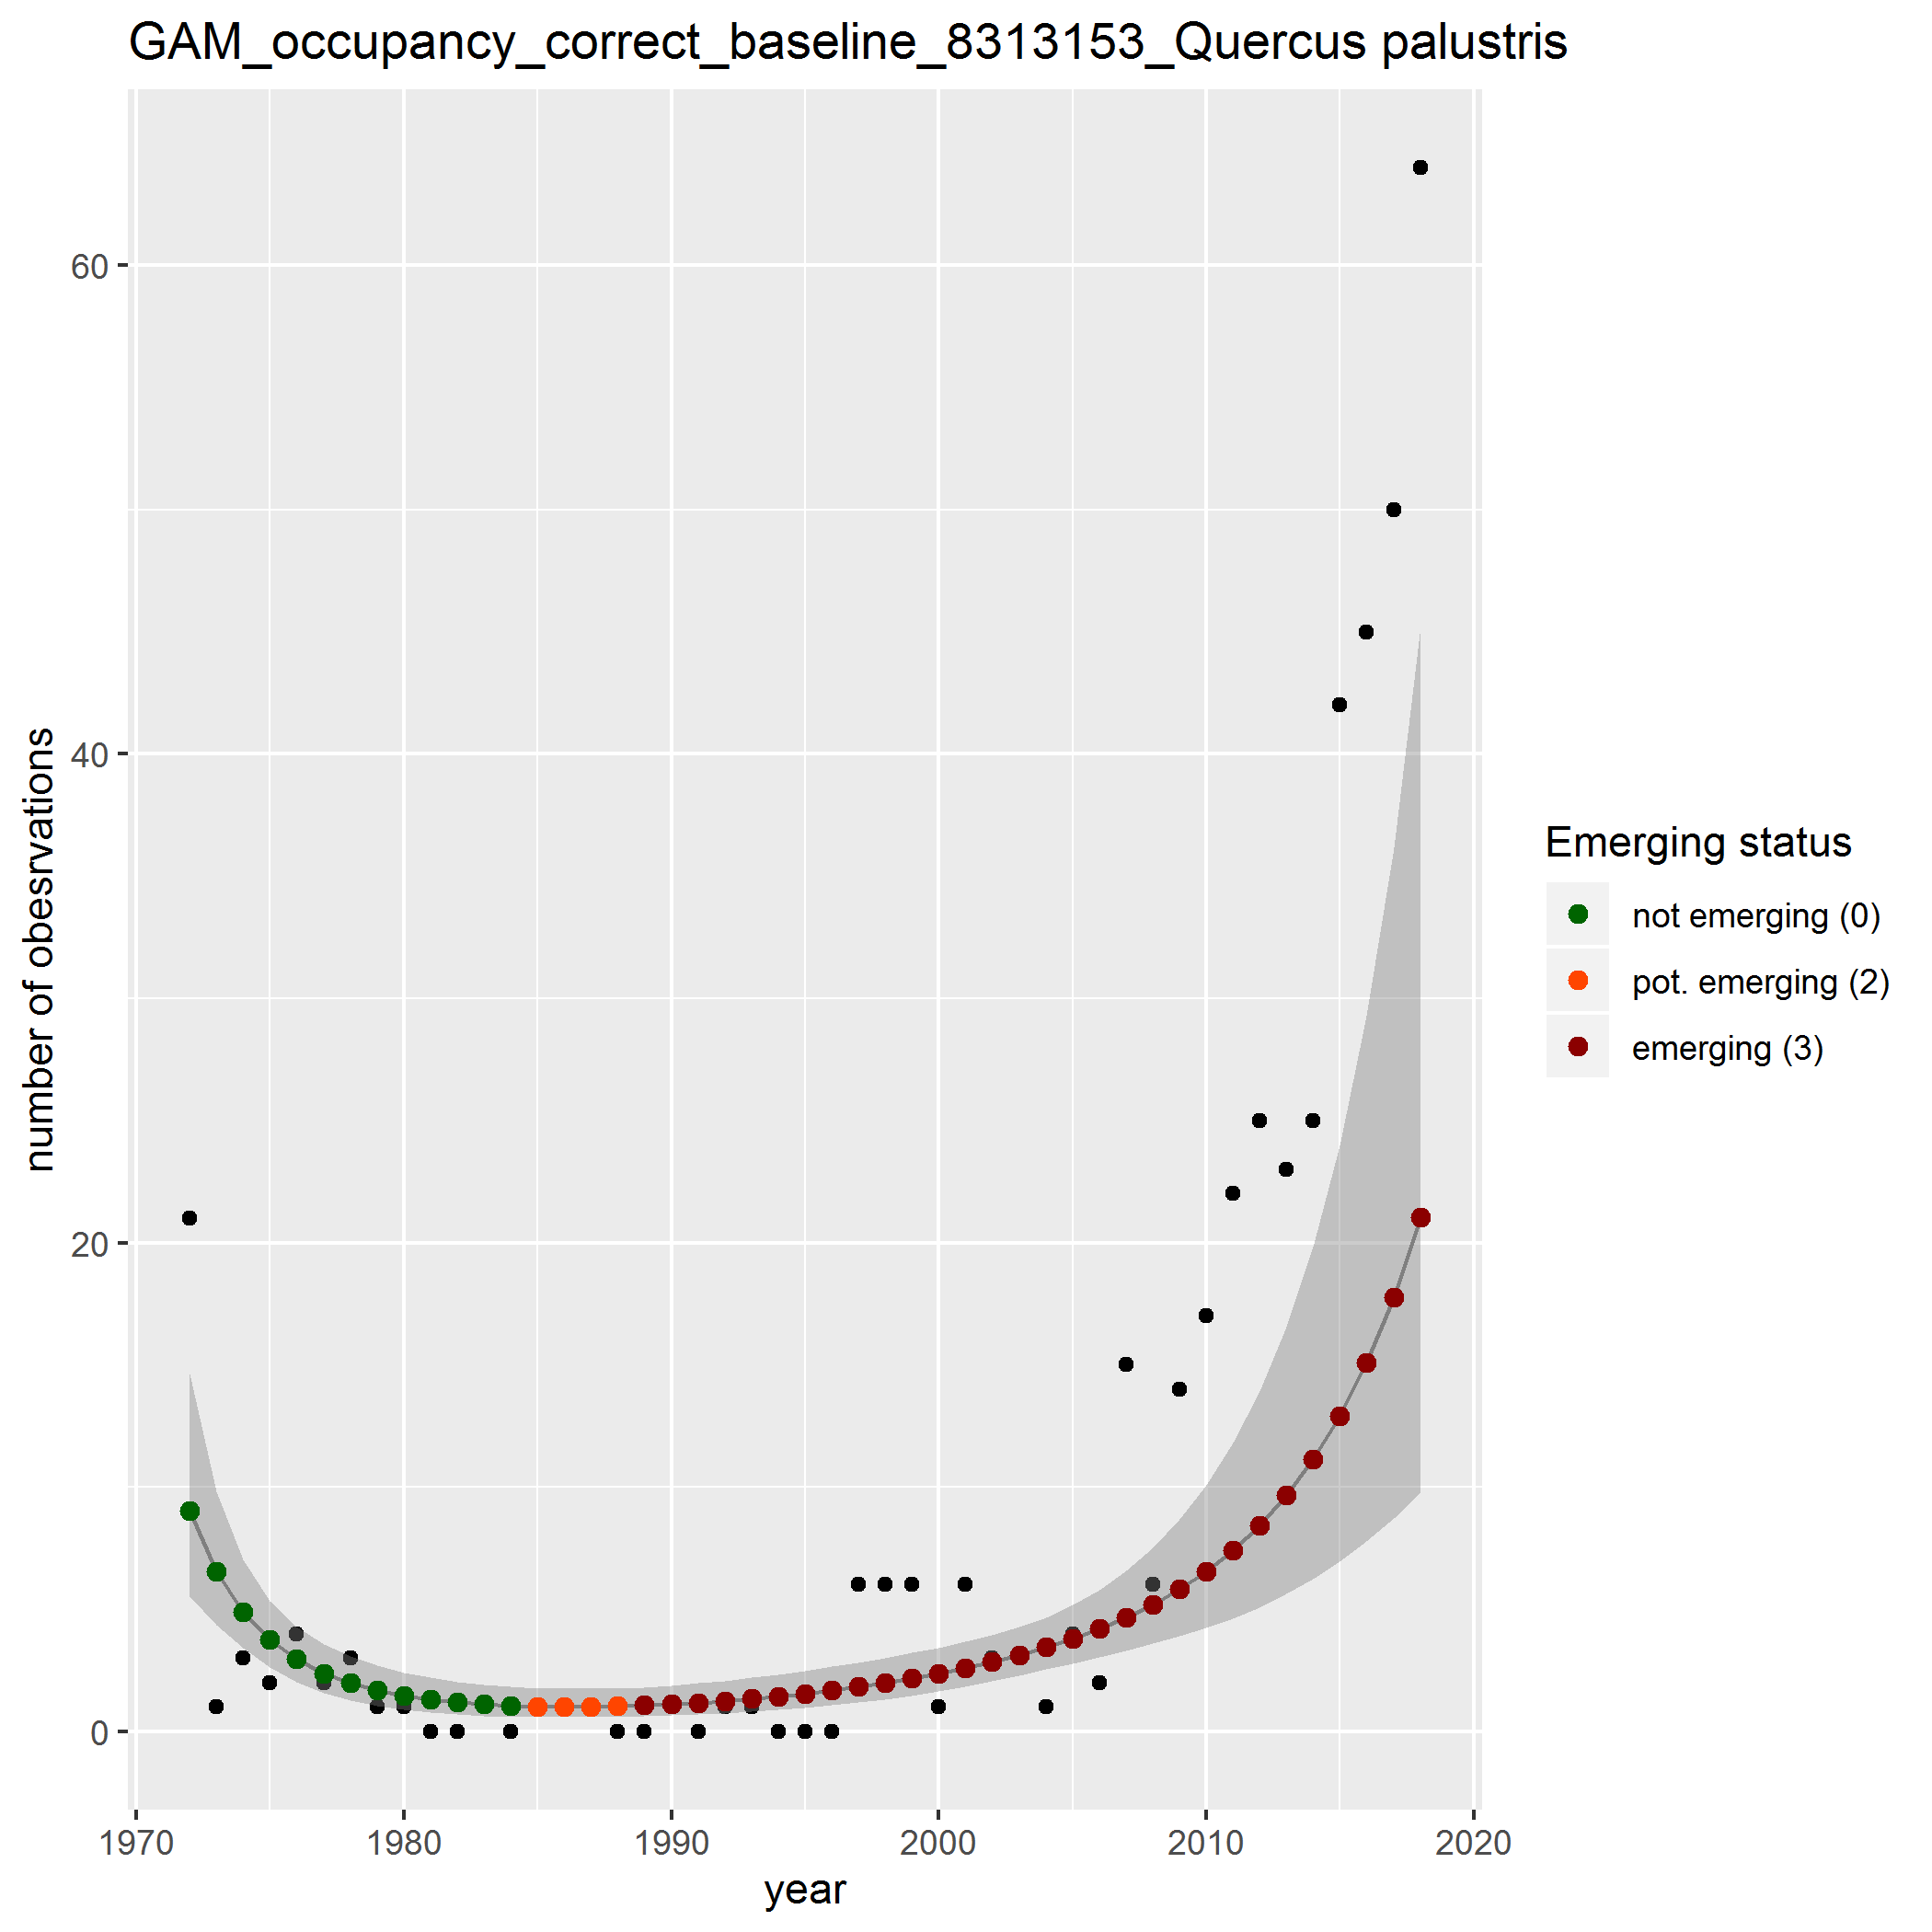 GAM_occupancy_correct_baseline_8313153_Quercus palustris
number of obesrvations
60
40
20
0
1970
1980
1990
2000
2010
2020
year
Emerging status
not emerging (0)
pot. emerging (2)
emerging (3)